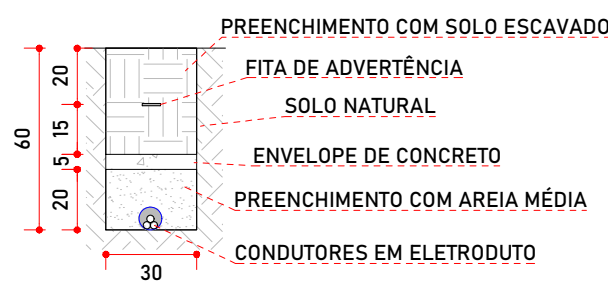 PREENCHIMENTO COM SOLO ESCAVADO
FITA DE ADVERTÊNCIA
SOLO NATURAL
ENVELOPE DE CONCRETO
PREENCHIMENTO COM AREIA MÉDIA
CONDUTORES EM ELETRODUTO
60
20
15
5
20
30